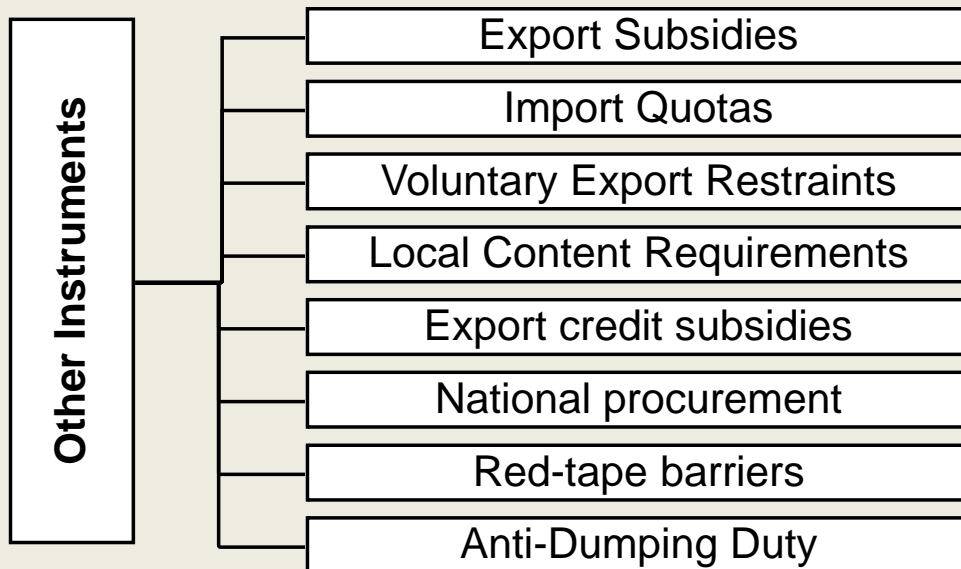 Other Instruments
Export Subsidies
Import Quotas
Voluntary Export Restraints
Local Content Requirements
Export credit subsidies
National procurement
Red-tape barriers
Anti-Dumping Duty